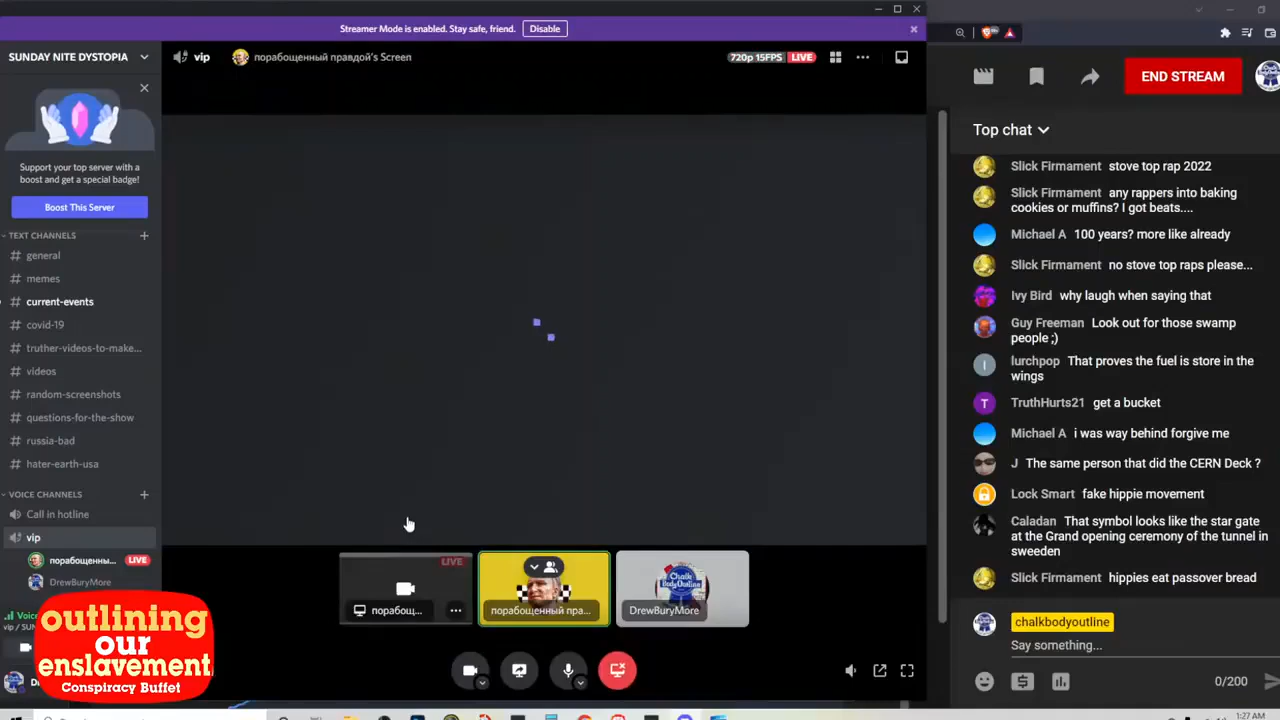 Streamer Mode is enabled. Stay safe, friend.
Disable
SUNDAY NITE DYSTOPIA
vip
порабощенный правдой's Screen
720p 15FPS
LIVE
Support your top server with a
boost and get a special badge!
Boost This Server
TEXT CHANNELS
# general
# memes
# current-events
# covid-19
# truther-videos-to-make...
# videos
# random-screenshots
# questions-for-the-show
# russia-bad
# hater-earth-usa
VOICE CHANNELS
Call in hotline
vip
порабощенны...
LIVE
DrewBuryMore
Voic
vip / SUN
outlining
our
enslavement
Conspiracy Buffet
LIVE
порабощ...
порабощенный пра...
Chalk
Body Outline
DrewBuryMore
END STREAM
Top chat
Slick Firmament stove top rap 2022
Slick Firmament any rappers into baking
cookies or muffins? I got beats....
Michael A 100 years? more like already
Slick Firmament no stove top raps please...
Ivy Bird why laugh when saying that
Guy Freeman Look out for those swamp
people ;)
lurchpop That proves the fuel is store in the
wings
TruthHurts21 get a bucket
Michael A i was way behind forgive me
J The same person that did the CERN Deck ?
Lock Smart fake hippie movement
Caladan That symbol looks like the star gate
at the Grand opening ceremony of the tunnel in
sweeden
Slick Firmament hippies eat passover bread
chalkbodyoutline
Say something...
0/200
1:27 AM